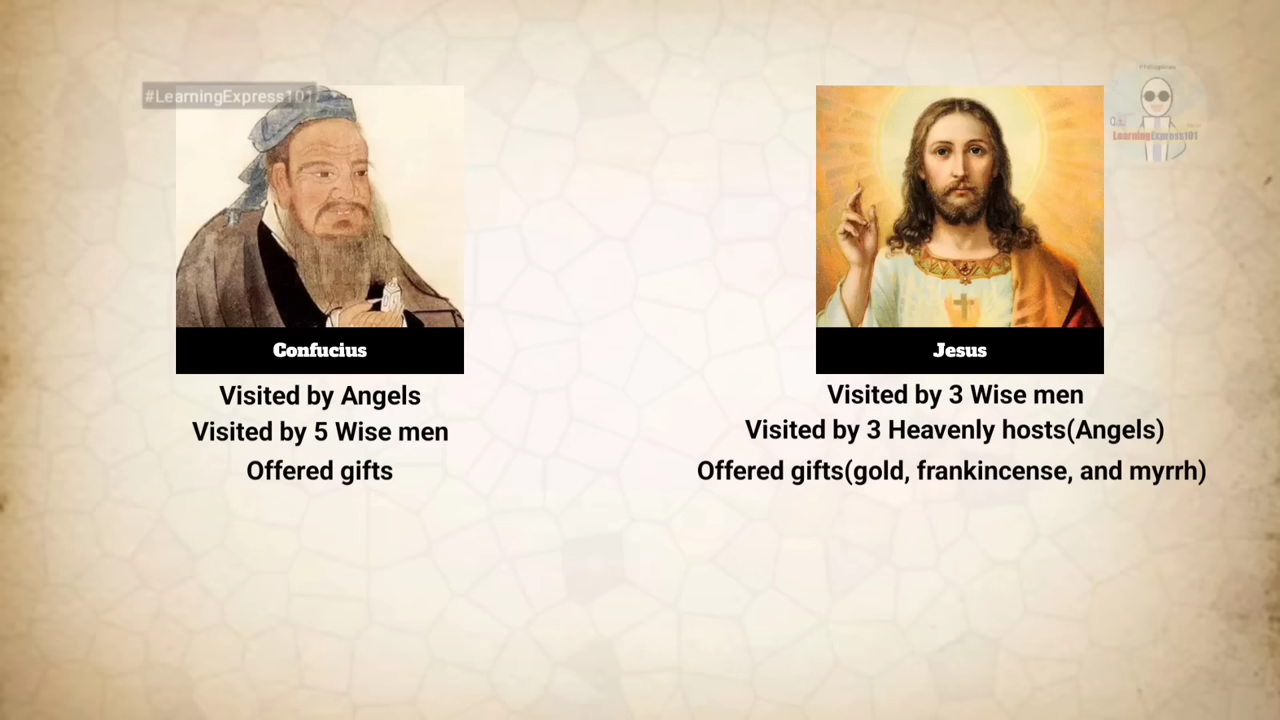 #LearningExpress101
LearningExpress101
Confucius
Visited by Angels
Visited by 5 Wise men
Offered gifts
Jesus
Visited by 3 Wise men
Visited by 3 Heavenly hosts(Angels)
Offered gifts(gold, frankincense, and myrrh)